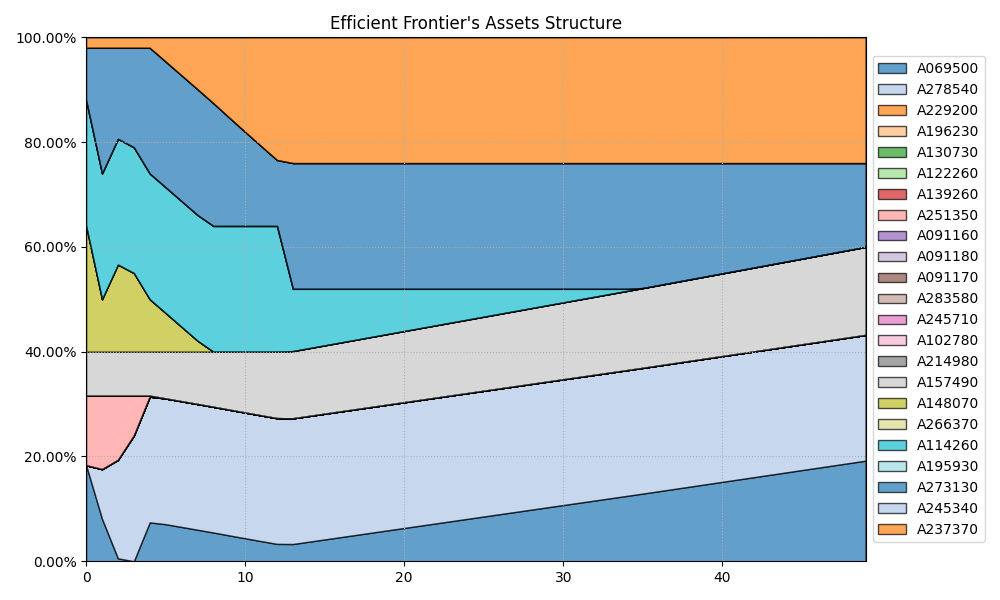 Efficient Frontier's Assets Structure
100.00%
80.00%
60.00%
40.00%
20.00%
0.00%
0
10
20
30
40
A069500
A278540
A229200
A196230
A130730
A122260
A139260
A251350
A091160
A091180
A091170
A283580
A245710
A102780
A214980
A157490
A148070
A266370
A114260
A195930
A273130
A245340
A237370